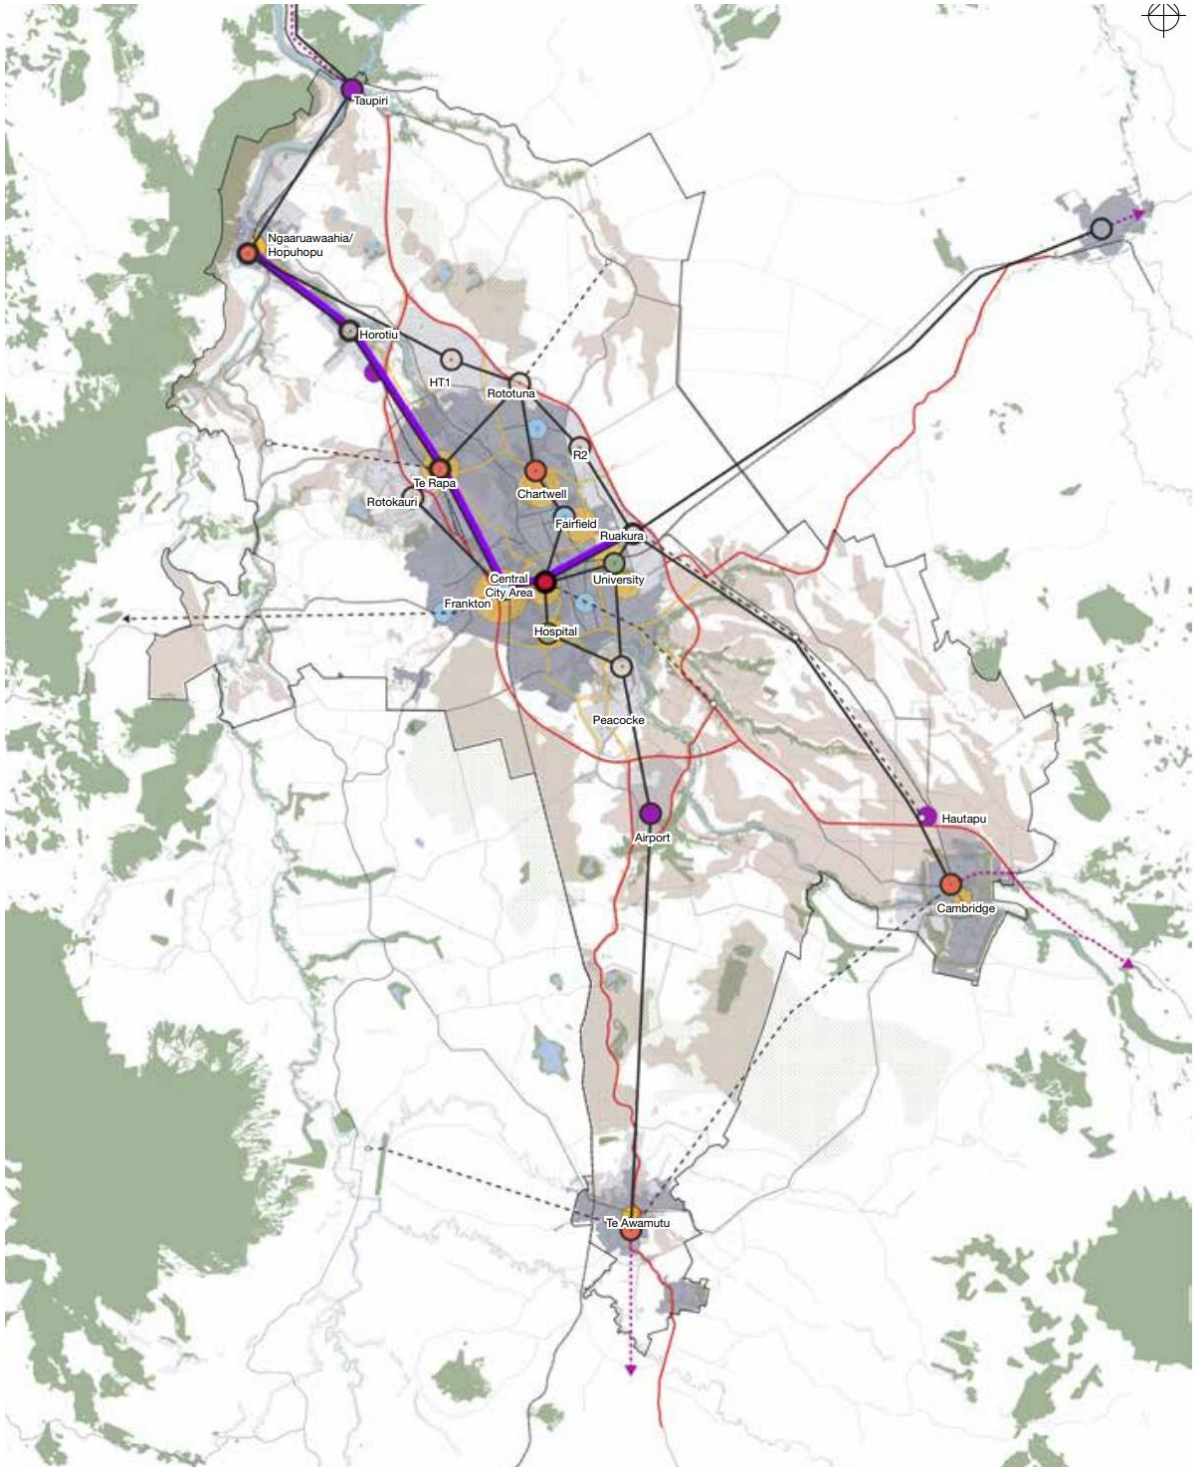 Taupiri
Ngaaruawaahia/
Hopuhopu
Horotiu
HT1
Rototuna
R2
Te Rapa
Chartwell
Rotokauri
Fairfield
Ruakura
Central
City Area
University
Frankton
Hospital
Peacocke
Airport
Hautapu
Cambridge
Te Awamutu